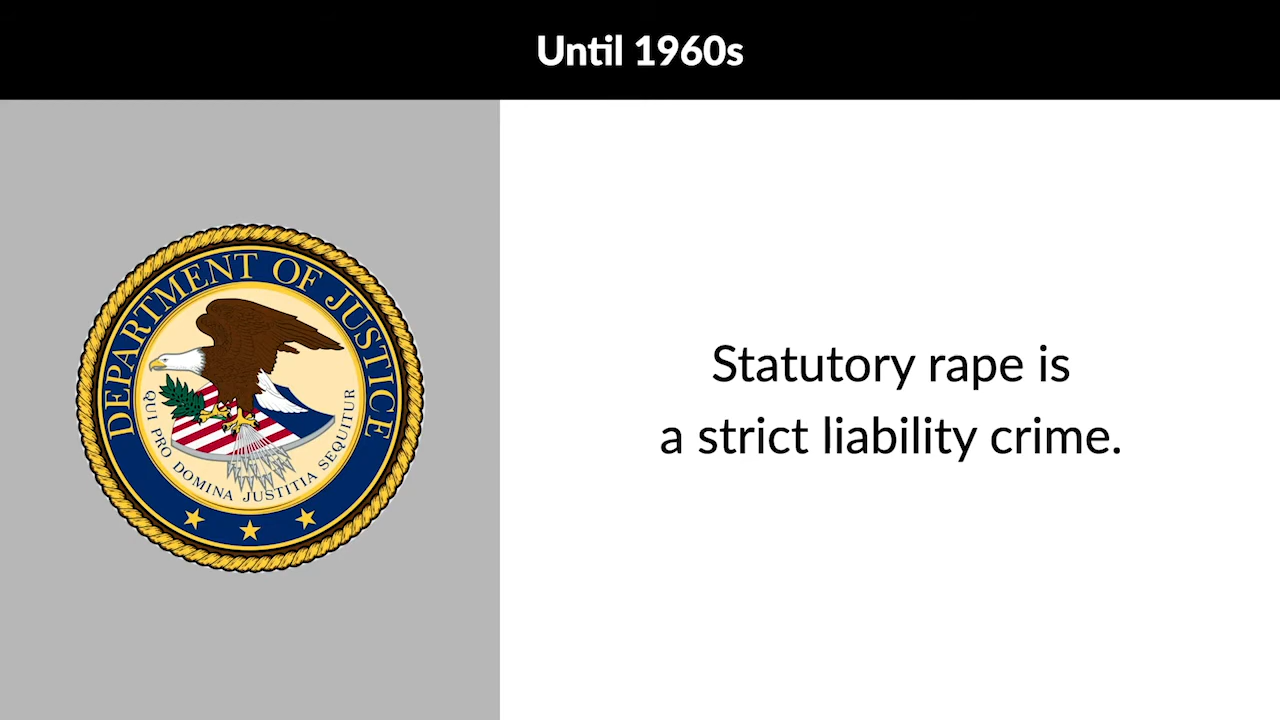 Until 1960s
DEPARTMENT OF JUSTICE
QUI PRO DOMINA JUSTITIA SEQUITUR
Statutory rape is
a strict liability crime.